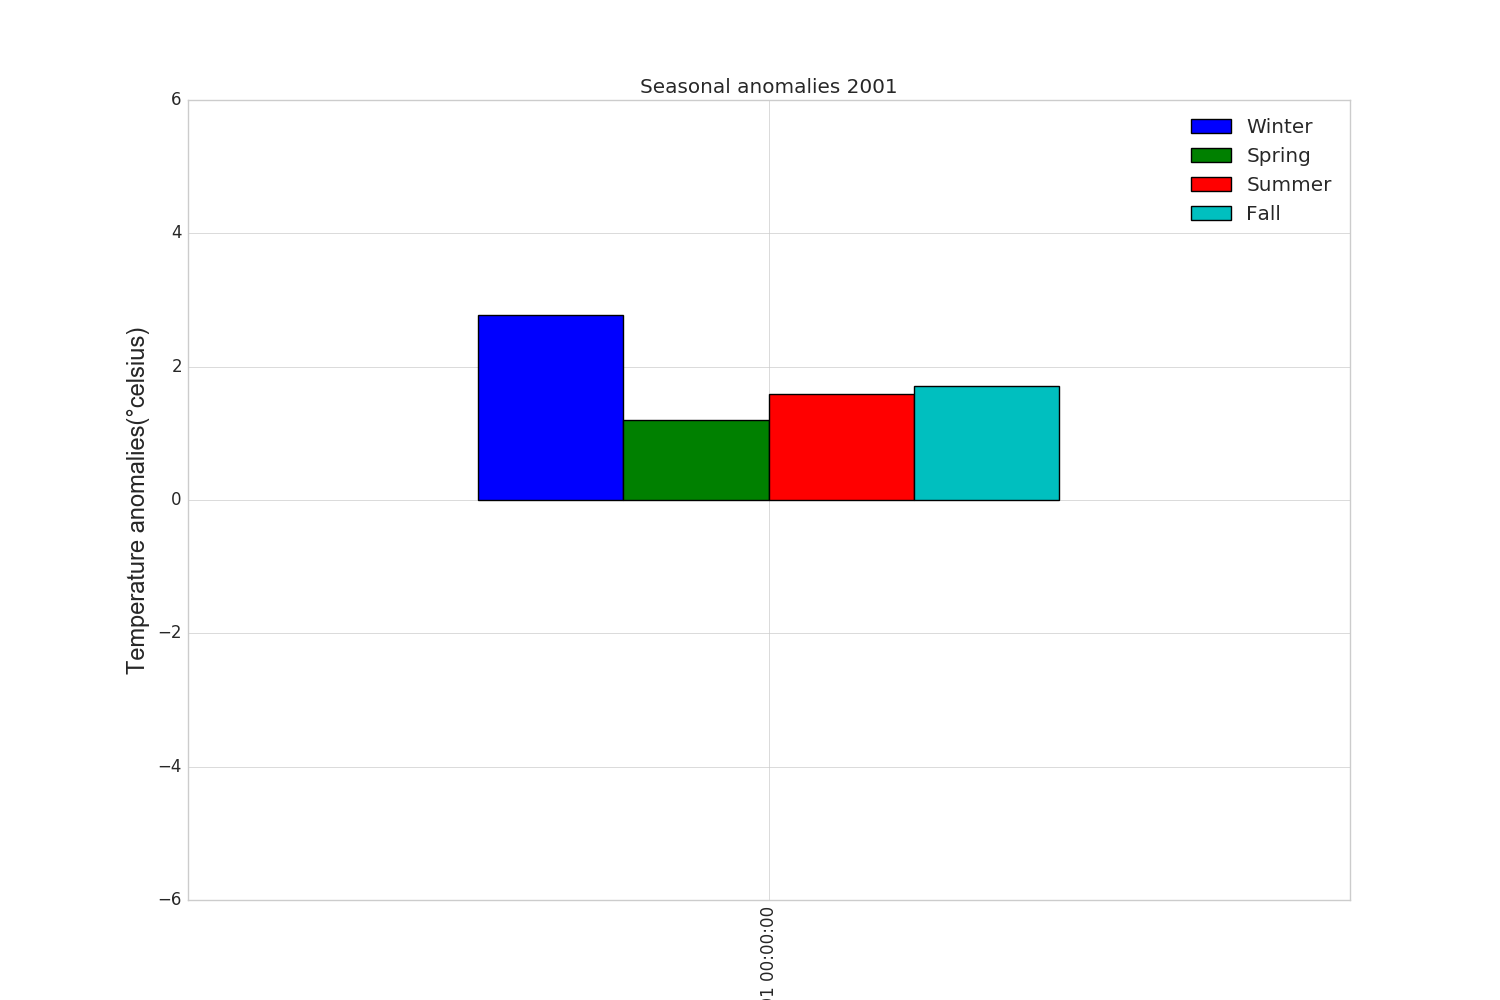 Seasonal anomalies 2001
Winter
Spring
Summer
Fall
Temperature anomalies(°celsius)
6
4
2
0
−2
−4
−6
00:00:00